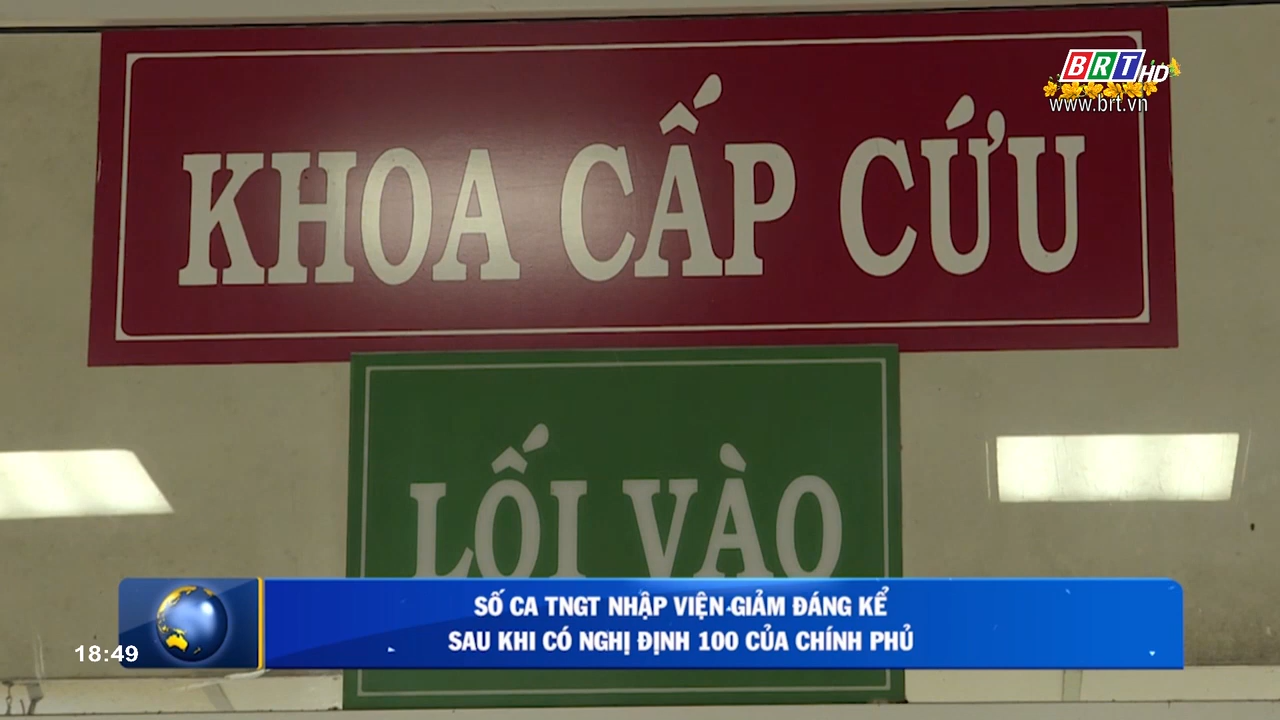 BRT HD
www.brt.vn
KHOA CẤP CỨU
LỐI VÀO
SỐ CA TNGT NHẬP VIỆN GIẢM ĐÁNG KỂ
SAU KHI CÓ NGHỊ ĐỊNH 100 CỦA CHÍNH PHỦ
18:49